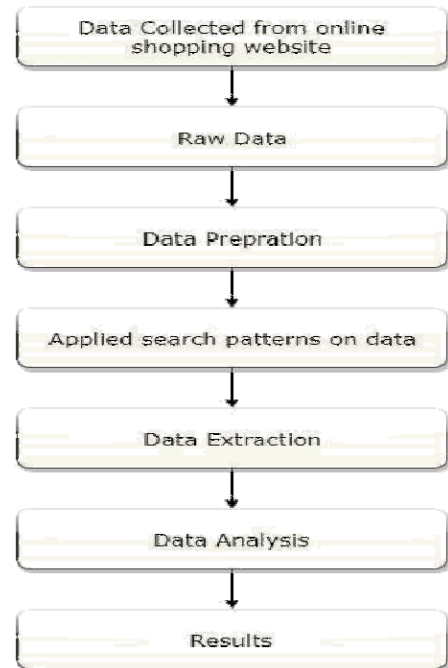 Data Collected from online
shopping website
Raw Data
Data Prepration
Applied search patterns on data
Data Extraction
Data Analysis
Results